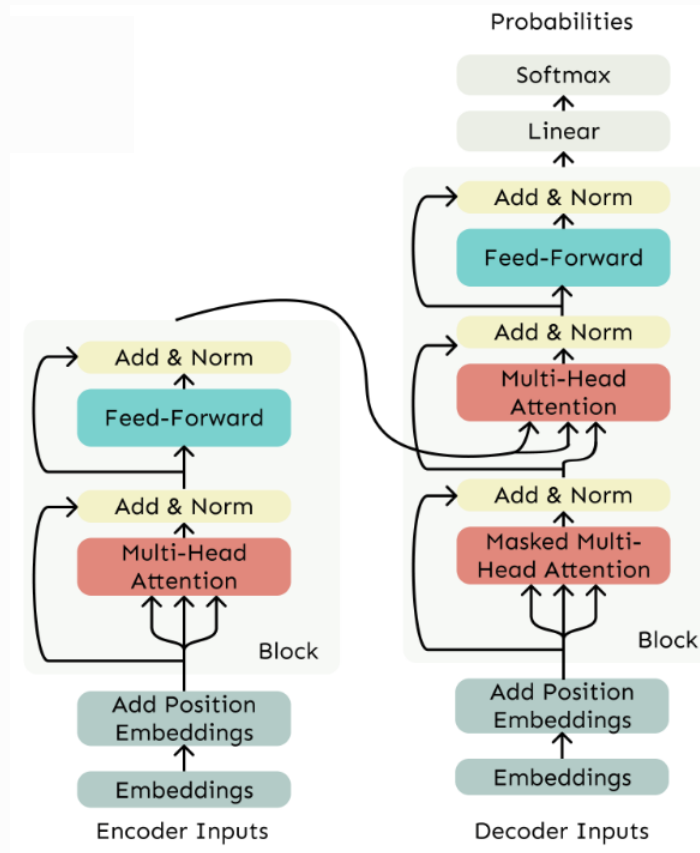 Probabilities
Softmax
Linear
Add & Norm
Feed-Forward
Add & Norm
Multi-Head
Attention
Add & Norm
Masked Multi-
Head Attention
Block
Add Position
Embeddings
Embeddings
Decoder Inputs
Add & Norm
Feed-Forward
Add & Norm
Multi-Head
Attention
Block
Add Position
Embeddings
Embeddings
Encoder Inputs